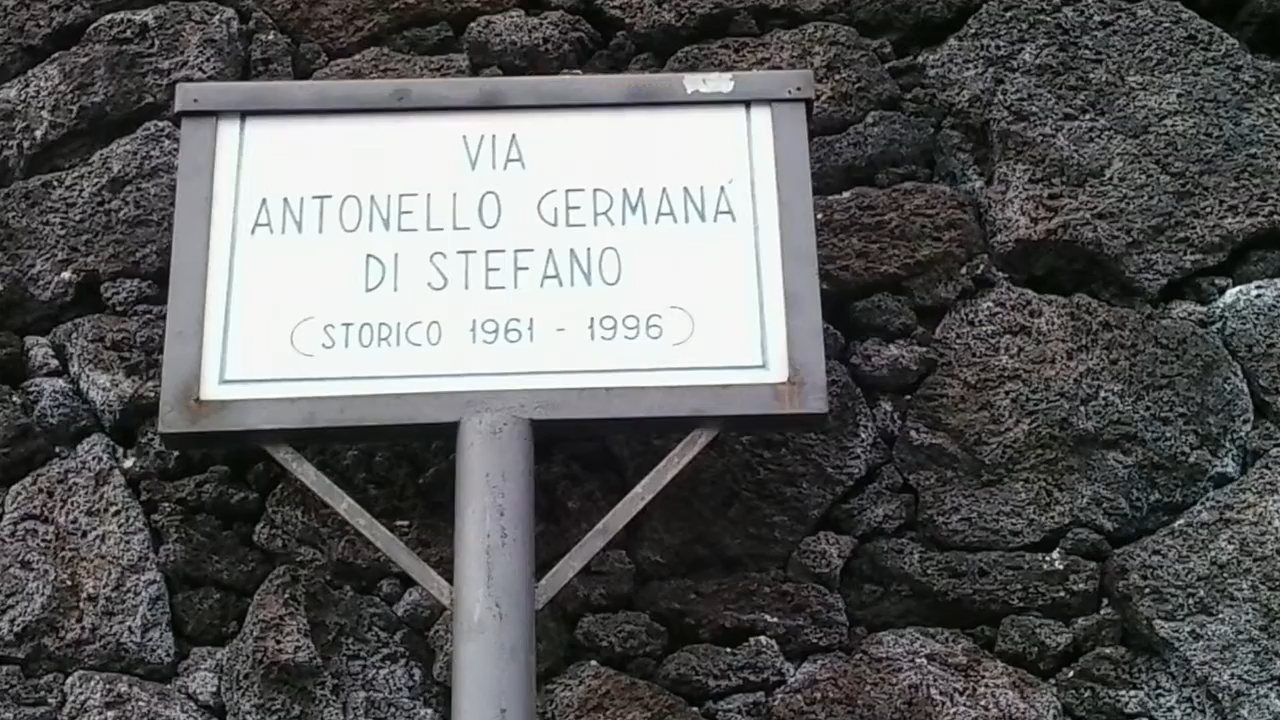 VIA
ANTONELLO GERMANÁ
DI STEFANO
(STORICO 1961 - 1996)